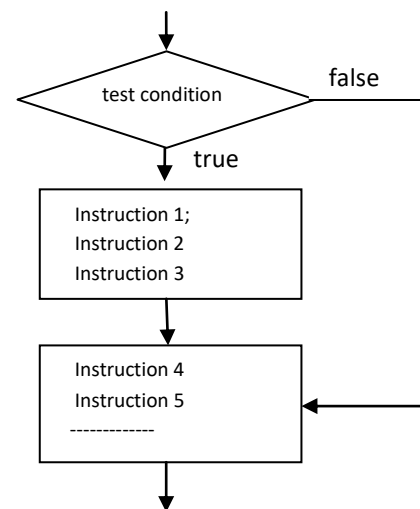 test condition
false
true
Instruction 1;
Instruction 2
Instruction 3
Instruction 4
Instruction 5
-------------